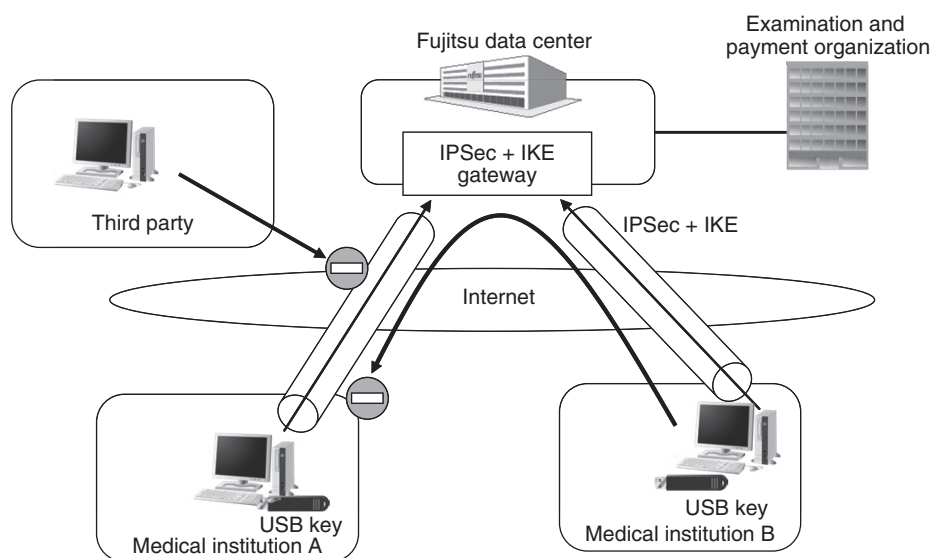 Examination and
payment organization
Fujitsu data center
FUJITSU
IPSec + IKE
gateway
Third party
IPSec + IKE
Internet
USB key
Medical institution A
USB key
Medical institution B